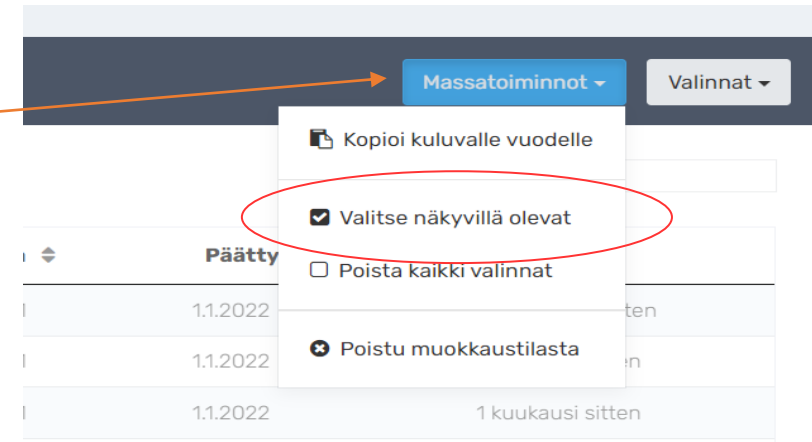 Massatoiminnot
Valinnat
Kopioi kuluvalle vuodelle
Valitse näkyvillä olevat
Päätty
Poista kaikki valinnat
1.1.2022
Poistu muokkaustilasta
1.1.2022
1.1.2022 1 kuukausi sitten